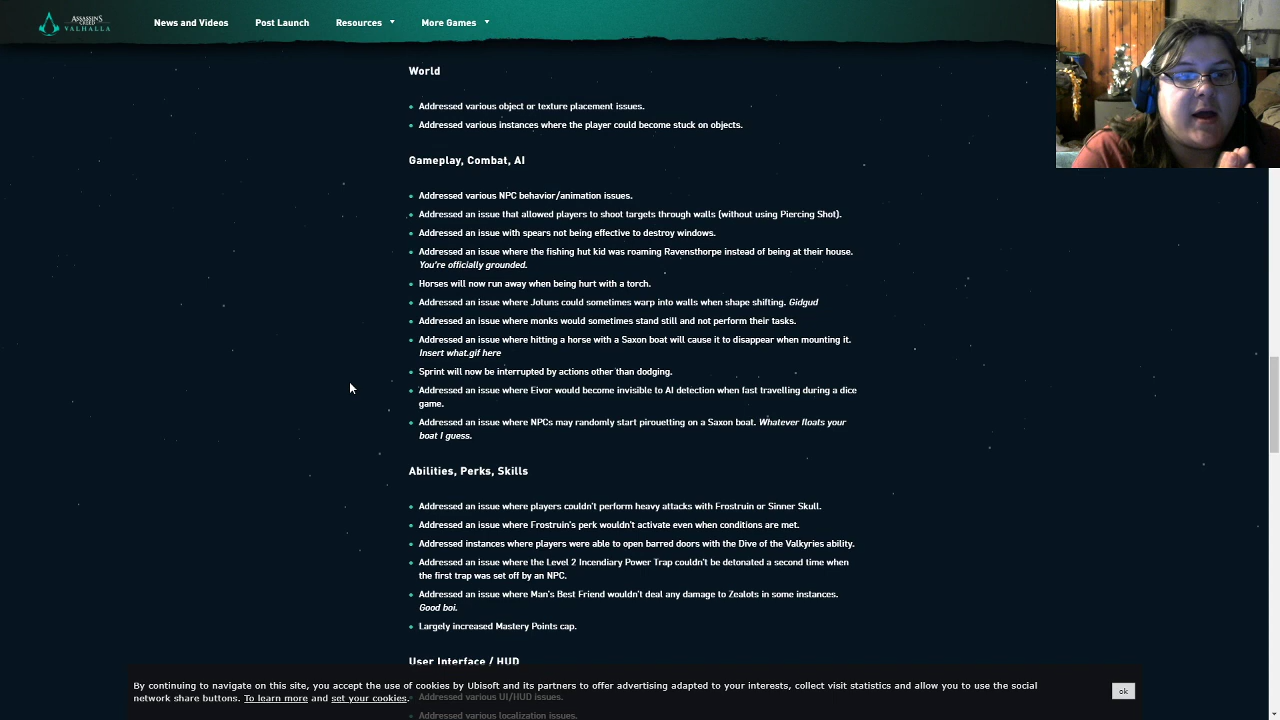 ASSASSIN'S
CREED
VALHALLA
News and Videos
Post Launch
Resources
More Games
World
Addressed various object or texture placement issues.
Addressed various instances where the player could become stuck on objects.
Gameplay, Combat, AI
Addressed various NPC behavior/animation issues.
Addressed an issue that allowed players to shoot targets through walls (without using Piercing Shot).
Addressed an issue with spears not being effective to destroy windows.
Addressed an issue where the fishing hut kid was roaming Ravensthorpe instead of being at their house.
You're officially grounded.
Horses will now run away when being hurt with a torch.
Addressed an issue where Jotuns could sometimes warp into walls when shape shifting. Gidgud
Addressed an issue where monks would sometimes stand still and not perform their tasks.
Addressed an issue where hitting a horse with a Saxon boat will cause it to disappear when mounting it.
Insert what.gif here
Sprint will now be interrupted by actions other than dodging.
Addressed an issue where Eivor would become invisible to AI detection when fast travelling during a dice
game.
Addressed an issue where NPCs may randomly start pirouetting on a Saxon boat. Whatever floats your
boat I guess.
Abilities, Perks, Skills
Addressed an issue where players couldn't perform heavy attacks with Frostruin or Sinner Skull.
Addressed an issue where Frostruin's perk wouldn't activate even when conditions are met.
Addressed instances where players were able to open barred doors with the Dive of the Valkyries ability.
Addressed an issue where the Level 2 Incendiary Power Trap couldn't be detonated a second time when
the first trap was set off by an NPC.
Addressed an issue where Man's Best Friend wouldn't deal any damage to Zealots in some instances.
Good boi.
Largely increased Mastery Points cap.
User Interface / HUD
Addressed various UI/HUD issues.
Addressed various localization issues.
By continuing to navigate on this site, you accept the use of cookies by Ubisoft and its partners to offer advertising adapted to your interests, collect visit statistics and allow you to use the social
network share buttons. To learn more and set your cookies.
ok